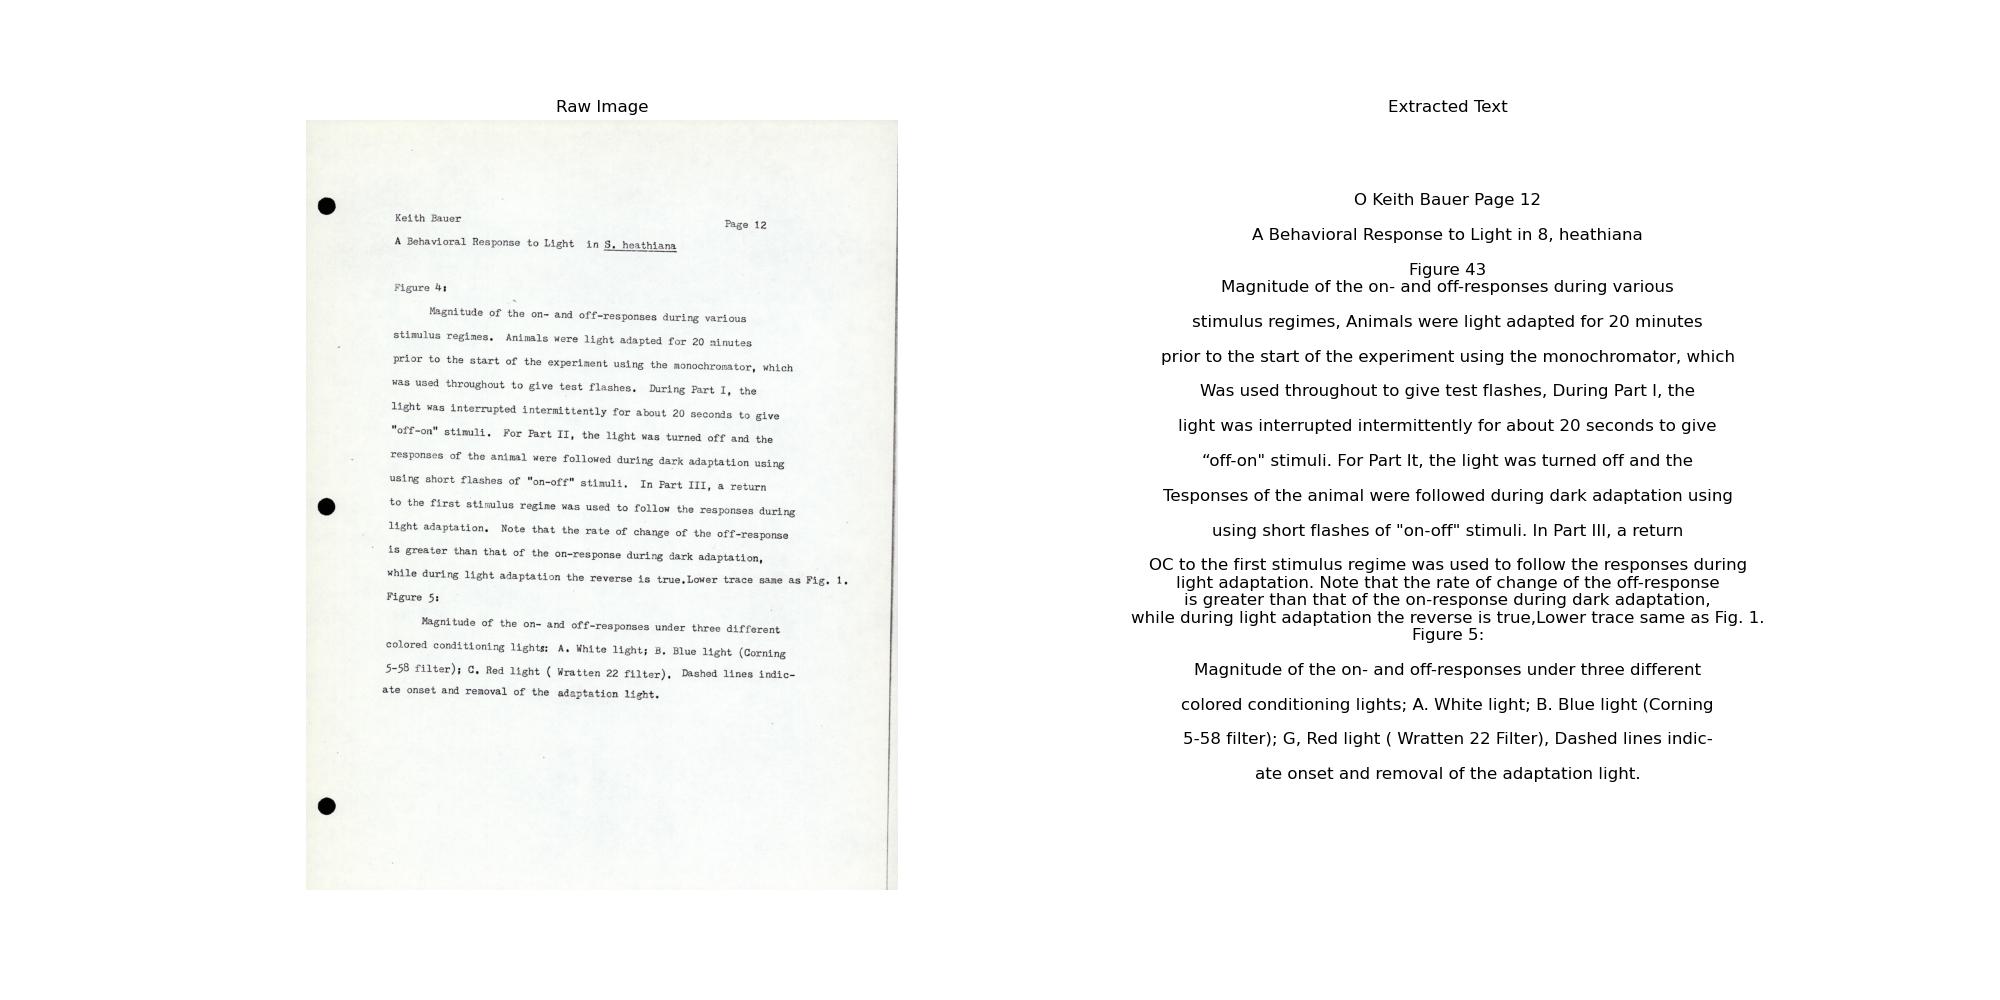 Raw Image
Keith Bauer Page 12
A Behavioral Response to Light in S. heathiana
Figure 4:
Magnitude of the on- and off-responses during various
stimulus regimes. Animals were light adapted for 20 minutes
prior to the start of the experiment using the monochromator, which
was used throughout to give test flashes. During Part I, the
light was interrupted intermittently for about 20 seconds to give
"off-on" stimuli. For Part II, the light was turned off and the
responses of the animal were followed during dark adaptation using
using short flashes of "on-off" stimuli. In Part III, a return
to the first stimulus regime was used to follow the responses during
light adaptation. Note that the rate of change of the off-response
is greater than that of the on-response during dark adaptation,
while during light adaptation the reverse is true.Lower trace same as Fig. 1.
Figure 5:
Magnitude of the on- and off-responses under three different
colored conditioning lights: A. White light; B. Blue light (Corning
5-58 filter); C. Red light ( Wratten 22 filter). Dashed lines indic-
ate onset and removal of the adaptation light.
Extracted Text
O Keith Bauer Page 12
A Behavioral Response to Light in 8, heathiana
Figure 43
Magnitude of the on- and off-responses during various
stimulus regimes, Animals were light adapted for 20 minutes
prior to the start of the experiment using the monochromator, which
Was used throughout to give test flashes, During Part I, the
light was interrupted intermittently for about 20 seconds to give
“off-on" stimuli. For Part It, the light was turned off and the
Tesponses of the animal were followed during dark adaptation using
using short flashes of "on-off" stimuli. In Part III, a return
OC to the first stimulus regime was used to follow the responses during
light adaptation. Note that the rate of change of the off-response
is greater than that of the on-response during dark adaptation,
while during light adaptation the reverse is true,Lower trace same as Fig. 1.
Figure 5:
Magnitude of the on- and off-responses under three different
colored conditioning lights; A. White light; B. Blue light (Corning
5-58 filter); G, Red light ( Wratten 22 Filter), Dashed lines indic-
ate onset and removal of the adaptation light.